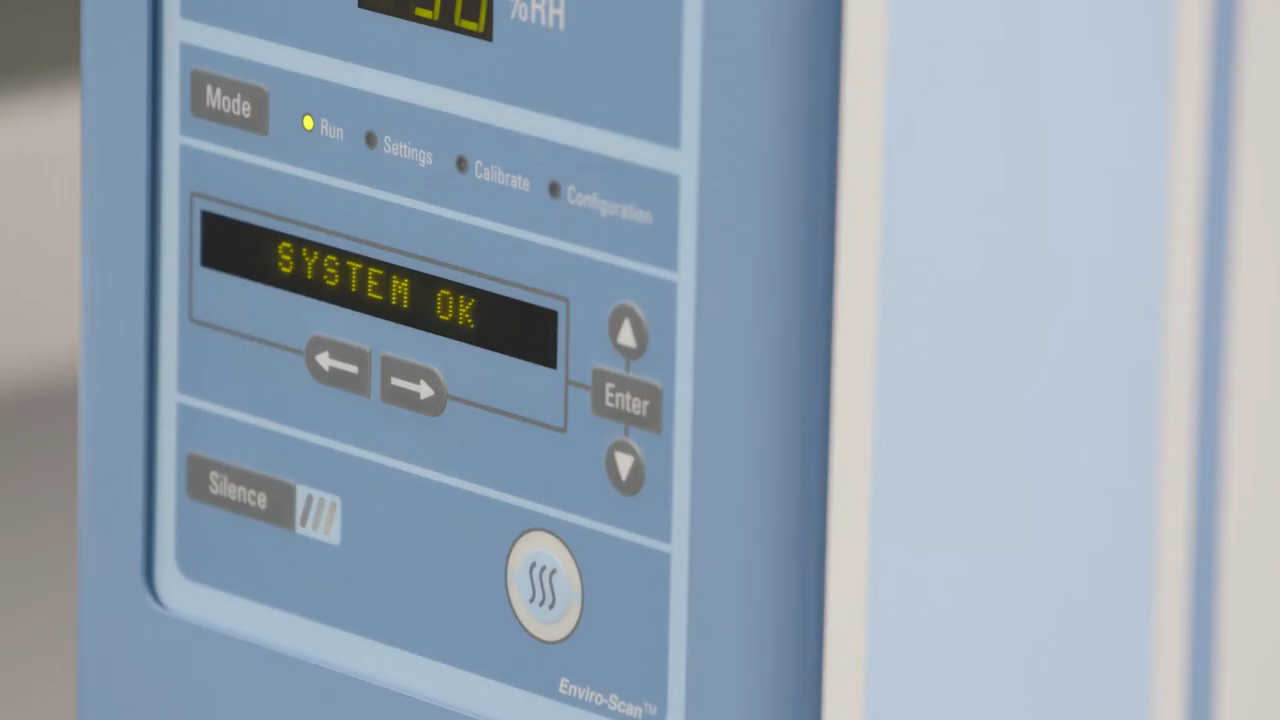 %RH
Mode
Run
Settings
Calibrate
Configuration
SYSTEM OK
Enter
Silence
Enviro-Scan™